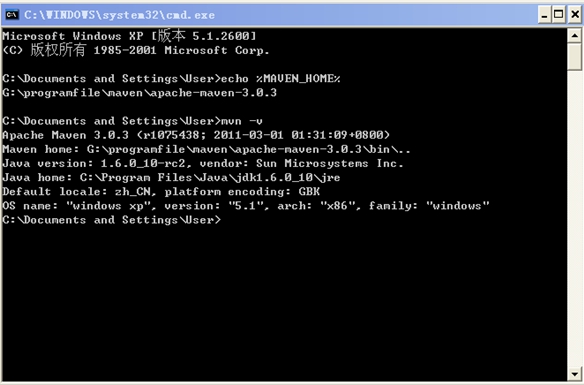 C:\WINDOWS\system32\cmd.exe
Microsoft Windows XP [版本 5.1.2600]
(C) 版权所有 1985-2001 Microsoft Corp.
C:\Documents and Settings\User>echo %MAVEN_HOME%
G:\programfile\maven\apache-maven-3.0.3
C:\Documents and Settings\User>mvn -v
Apache Maven 3.0.3 (r1075438; 2011-03-01 01:31:09+0800)
Maven home: G:\programfile\maven\apache-maven-3.0.3\bin\..
Java version: 1.6.0_10-rc2, vendor: Sun Microsystems Inc.
Java home: C:\Program Files\Java\jdk1.6.0_10\jre
Default locale: zh_CN, platform encoding: GBK
OS name: "windows xp", version: "5.1", arch: "x86", family: "windows"
C:\Documents and Settings\User>